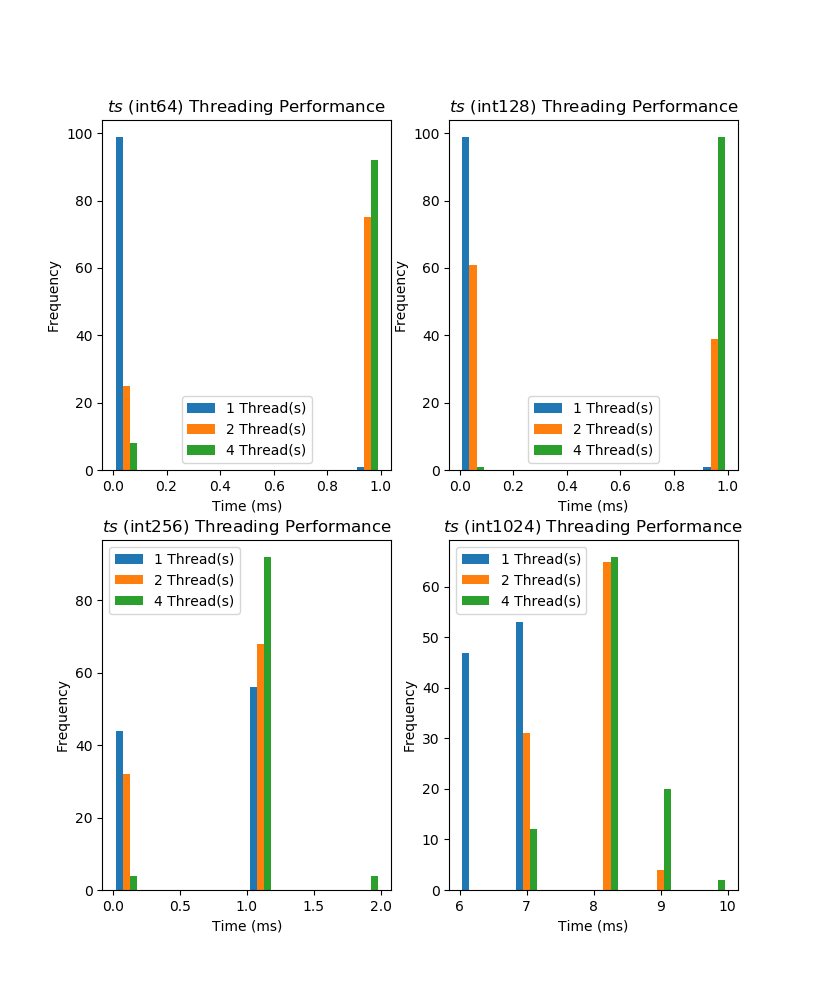 ts (int64) Threading Performance
100
80
60
40
20
0
Frequency
1 Thread(s)
2 Thread(s)
4 Thread(s)
0.0 0.2 0.4 0.6 0.8 1.0
Time (ms)
ts (int128) Threading Performance
100
80
60
40
20
0
Frequency
1 Thread(s)
2 Thread(s)
4 Thread(s)
0.0 0.2 0.4 0.6 0.8 1.0
Time (ms)
ts (int256) Threading Performance
1 Thread(s)
2 Thread(s)
4 Thread(s)
80
60
40
20
0
Frequency
0.0 0.5 1.0 1.5 2.0
Time (ms)
ts (int1024) Threading Performance
1 Thread(s)
2 Thread(s)
4 Thread(s)
60
50
40
30
20
10
0
Frequency
6 7 8 9 10
Time (ms)